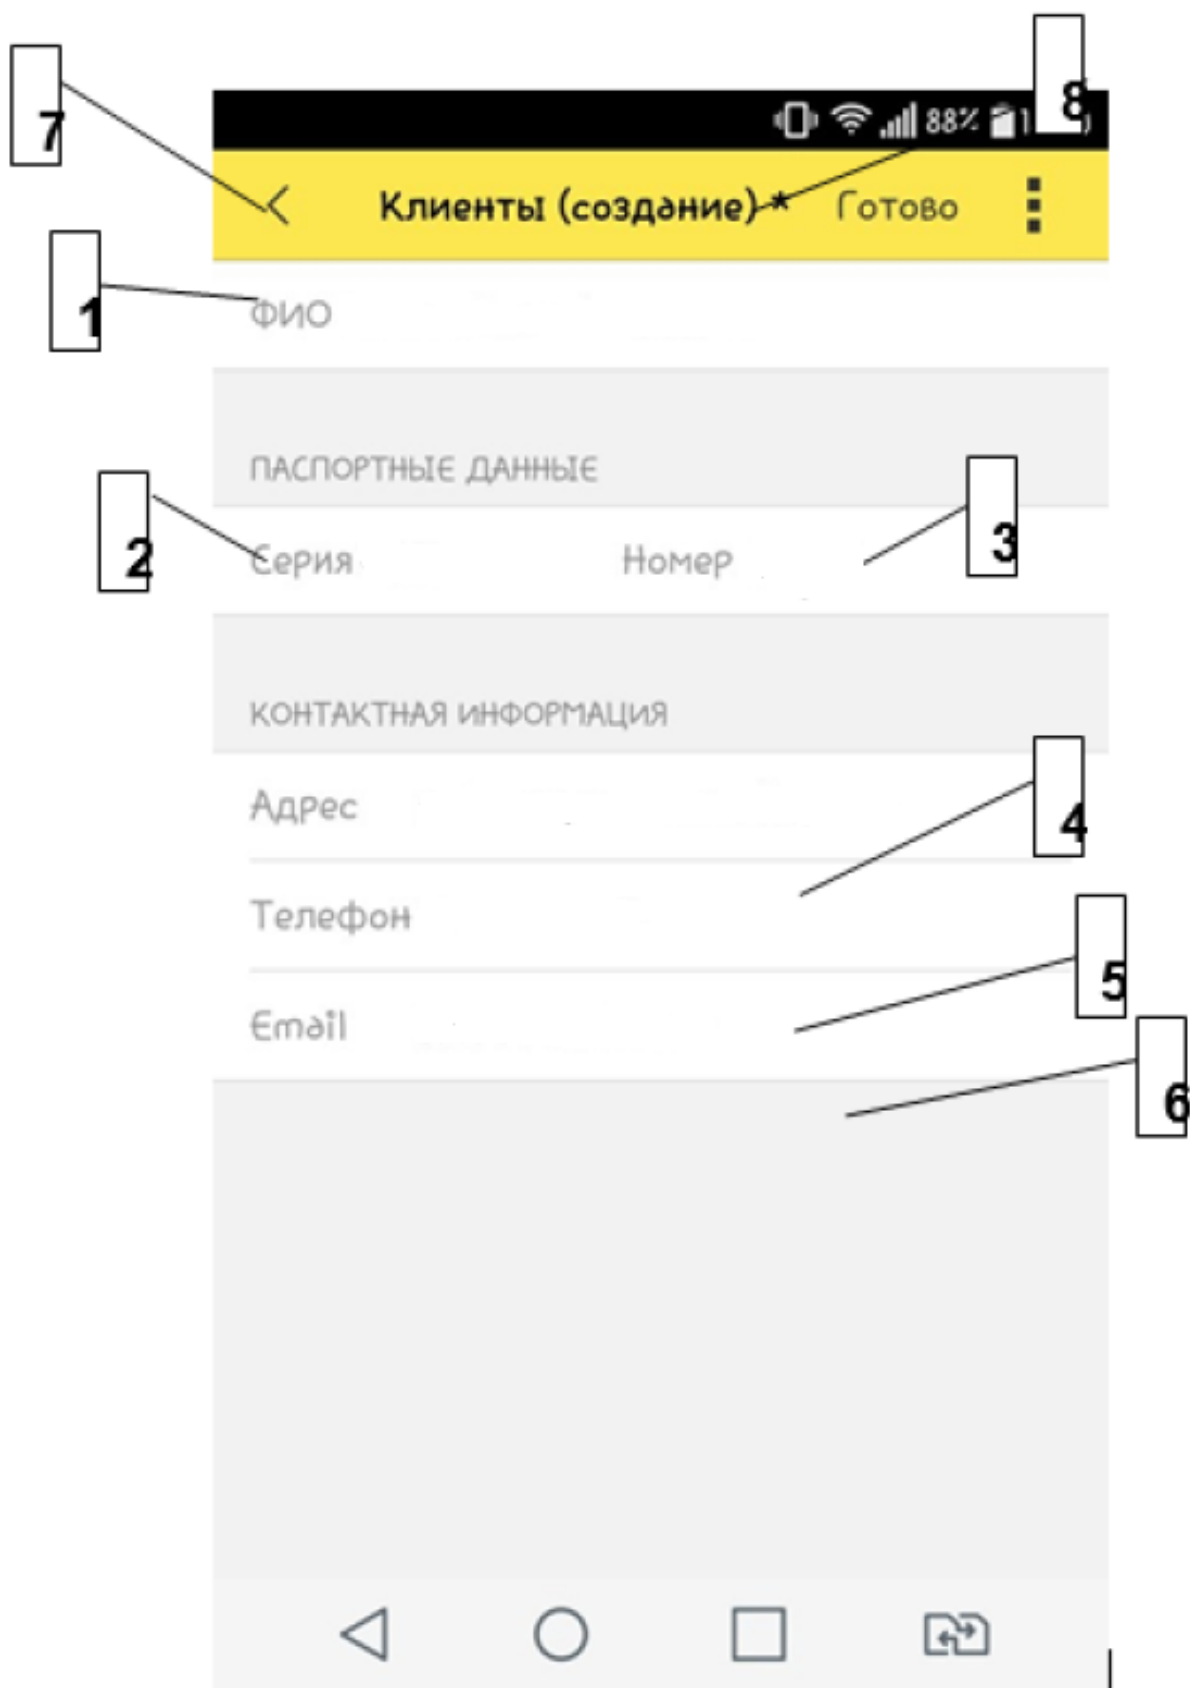 8
7
88% 1
< Клиенты (создание) * Готово
1
ФИО
ПАСПОРТНЫЕ ДАННЫЕ
2
Серия Номер
3
КОНТАКТНАЯ ИНФОРМАЦИЯ
Адрес
4
Телефон
5
Email
6